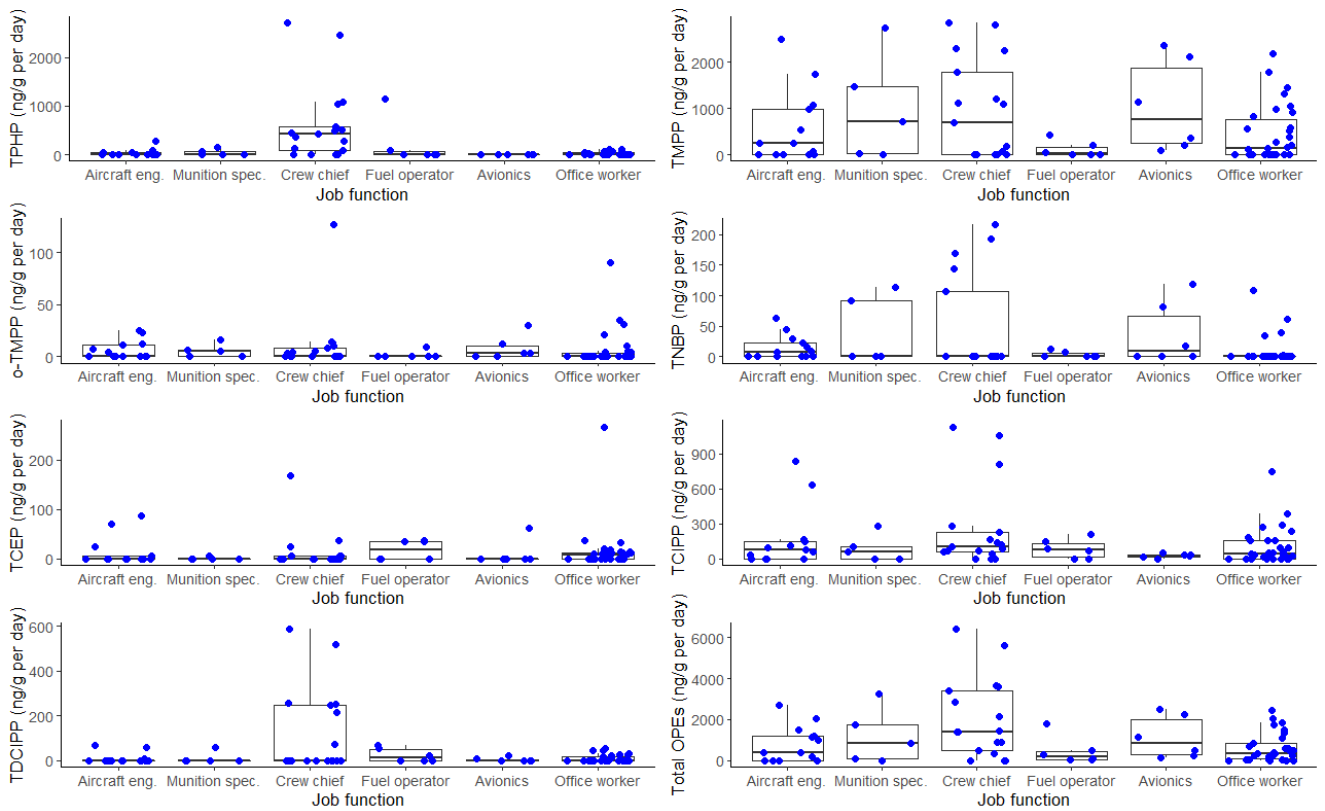 TPHP (ng/g per day)
2000
1000
0
Aircraft eng. Munition spec. Crew chief Fuel operator Avionics Office worker
Job function
TMPP (ng/g per day)
2000
1000
0
Aircraft eng. Munition spec. Crew chief Fuel operator Avionics Office worker
Job function
o-TMPP (ng/g per day)
100
50
0
Aircraft eng. Munition spec. Crew chief Fuel operator Avionics Office worker
Job function
TNBP (ng/g per day)
200
150
100
50
0
Aircraft eng. Munition spec. Crew chief Fuel operator Avionics Office worker
Job function
TCEP (ng/g per day)
200
100
0
Aircraft eng. Munition spec. Crew chief Fuel operator Avionics Office worker
Job function
TCIPP (ng/g per day)
900
600
300
0
Aircraft eng. Munition spec. Crew chief Fuel operator Avionics Office worker
Job function
TDCIPP (ng/g per day)
600
400
200
0
Aircraft eng. Munition spec. Crew chief Fuel operator Avionics Office worker
Job function
Total OPEs (ng/g per day)
6000
4000
2000
0
Aircraft eng. Munition spec. Crew chief Fuel operator Avionics Office worker
Job function